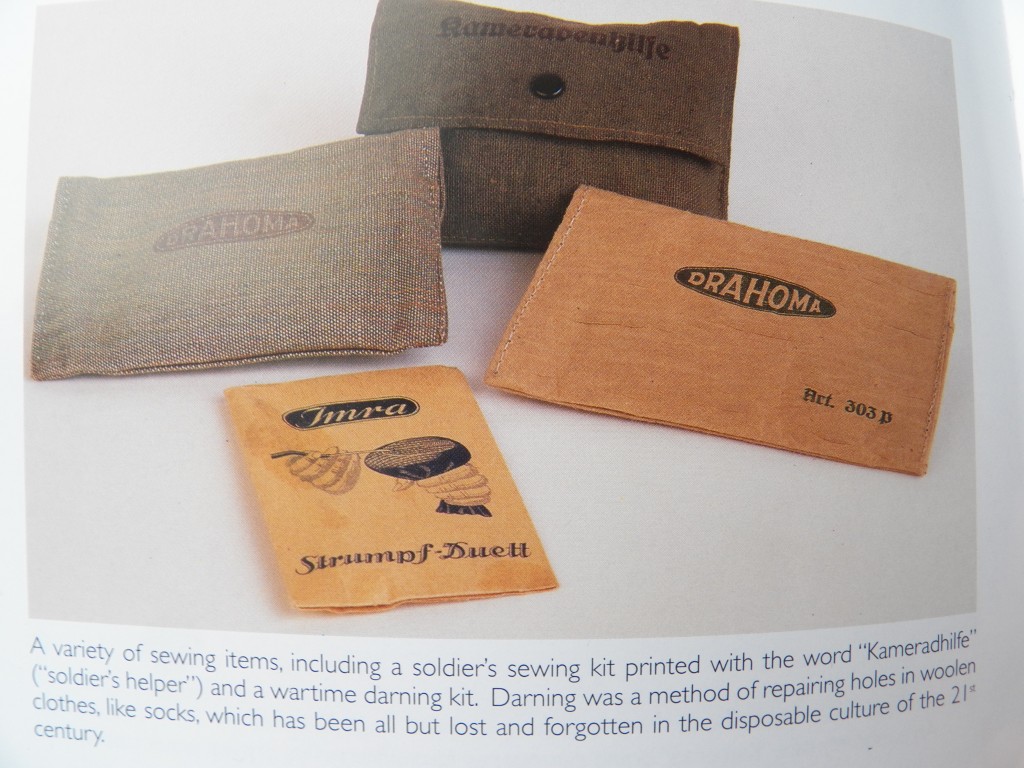 Kameradenhilfe
DRAHOMA
DRAHOMA
Art. 303 p
Imra
Strumpf-Duett
A variety of sewing items, including a soldier's sewing kit printed with the word "Kameradhilfe"
("soldier's helper") and a wartime darning kit. Darning was a method of repairing holes in woolen
clothes, like socks, which has been all but lost and forgotten in the disposable culture of the 21st
century.